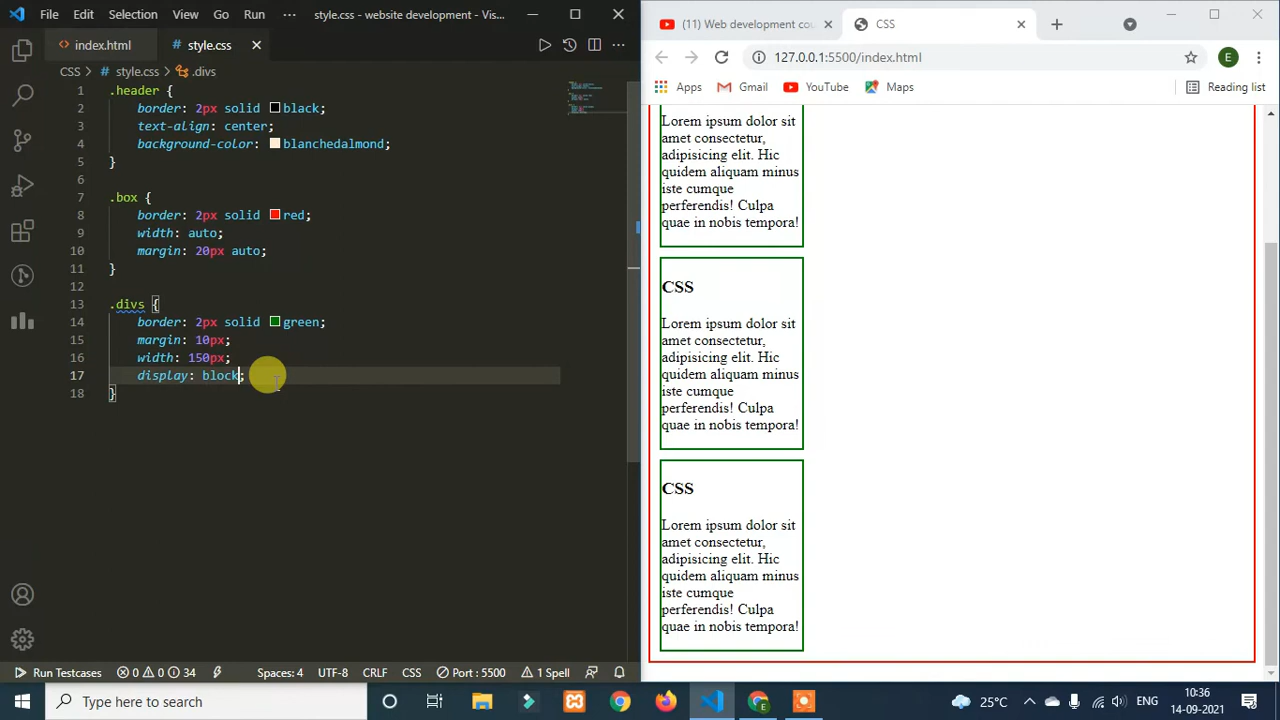 File Edit Selection View Go Run ··· style.css - website development - Vis...
index.html style.css
CSS > style.css > .divs
1 .header {
2 border: 2px solid black;
3 text-align: center;
4 background-color: blanchedalmond;
5 }
6
7 .box {
8 border: 2px solid red;
9 width: auto;
10 margin: 20px auto;
11 }
12
13 .divs {
14 border: 2px solid green;
15 margin: 10px;
16 width: 150px;
17 display: block;
18 }
Run Testcases 0 0 34 Spaces: 4 UTF-8 CRLF CSS Port : 5500 1 Spell
(11) Web development cou CSS
127.0.0.1:5500/index.html E
Apps Gmail YouTube Maps Reading list
Lorem ipsum dolor sit
amet consectetur,
adipisicing elit. Hic
quidem aliquam minus
iste cumque
perferendis! Culpa
quae in nobis tempora!
CSS
Lorem ipsum dolor sit
amet consectetur,
adipisicing elit. Hic
quidem aliquam minus
iste cumque
perferendis! Culpa
quae in nobis tempora!
CSS
Lorem ipsum dolor sit
amet consectetur,
adipisicing elit. Hic
quidem aliquam minus
iste cumque
perferendis! Culpa
quae in nobis tempora!
Type here to search 25°C ENG 10:36
14-09-2021